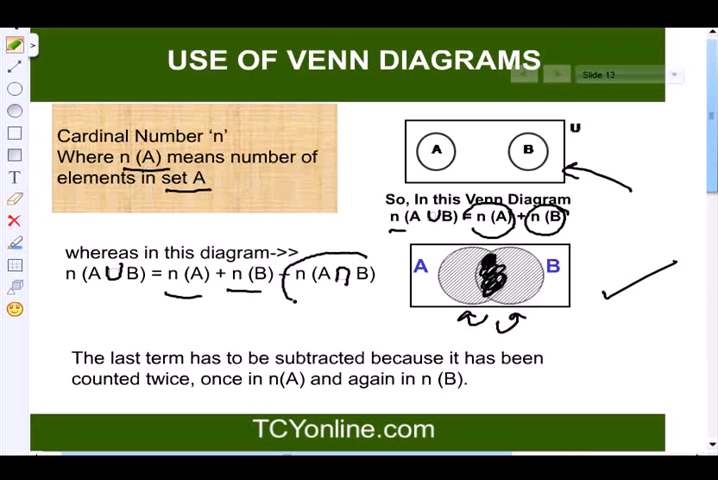 USE OF VENN DIAGRAMS
Slide 13
Cardinal Number ‘n’
Where n (A) means number of
elements in set A
A
B
U
So, In this Venn Diagram
n (A ∪B) = n (A) + n (B)
whereas in this diagram->>
n (A ∪ B) = n (A) + n (B) – n (A ∩ B)
A
B
The last term has to be subtracted because it has been
counted twice, once in n(A) and again in n (B).
TCYonline.com
T